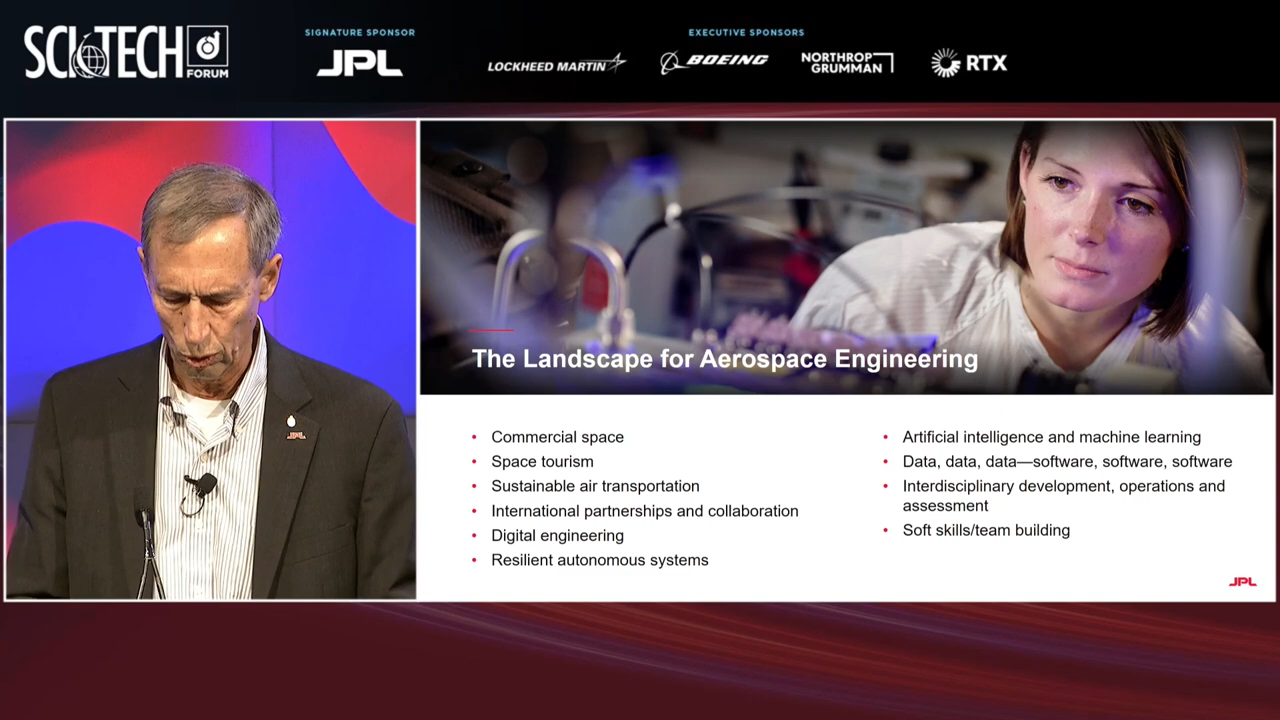 SCITECH
FORUM
SIGNATURE SPONSOR
JPL
EXECUTIVE SPONSORS
LOCKHEED MARTIN
BOEING
NORTHROP
GRUMMAN
RTX
The Landscape for Aerospace Engineering
• Commercial space
• Space tourism
• Sustainable air transportation
• International partnerships and collaboration
• Digital engineering
• Resilient autonomous systems
• Artificial intelligence and machine learning
• Data, data, data—software, software, software
• Interdisciplinary development, operations and
assessment
• Soft skills/team building
JPL
JPL